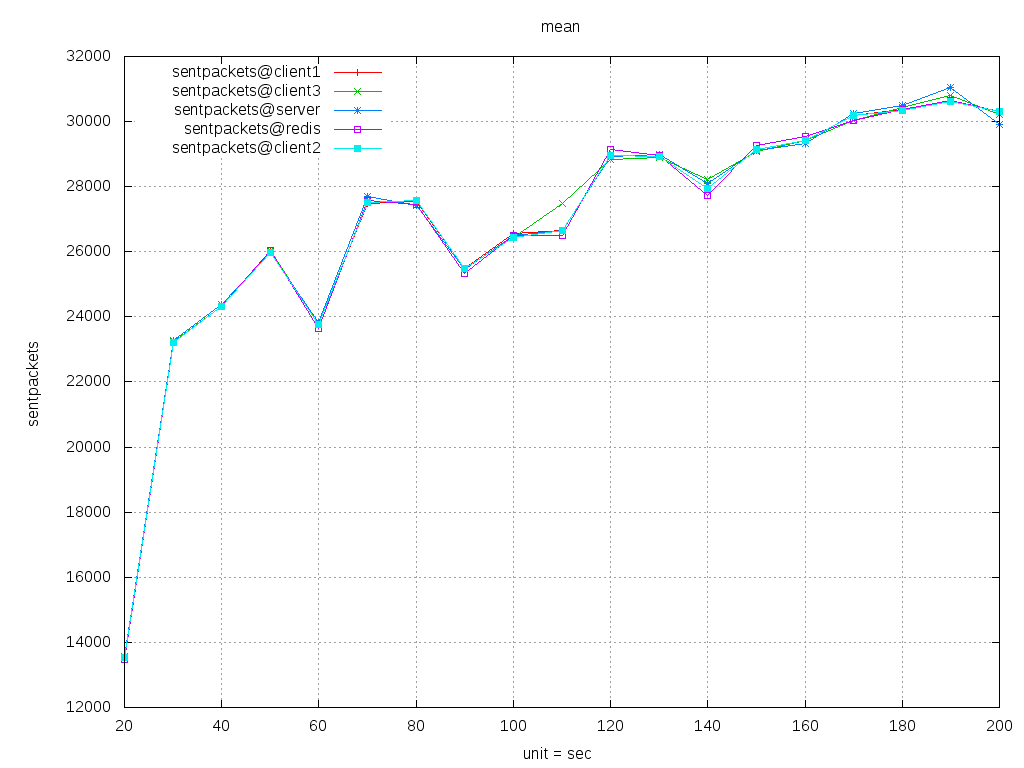 mean
sentpackets@client1
sentpackets@client3
sentpackets@server
sentpackets@redis
sentpackets@client2
32000
30000
28000
26000
24000
22000
20000
18000
16000
14000
12000
sentpackets
20 40 60 80 100 120 140 160 180 200
unit = sec